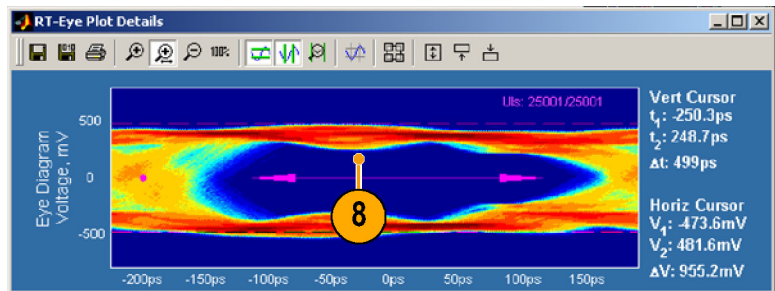 RT-Eye Plot Details
100%
UIs: 25001/25001
Eye Diagram
Voltage, mV
500
0
-500
8
-200ps -150ps -100ps -50ps 0ps 50ps 100ps 150ps
Vert Cursor
t1: -250.3ps
t2: 248.7ps
Δt: 499ps
Horiz Cursor
V1: -473.6mV
V2: 481.6mV
ΔV: 955.2mV